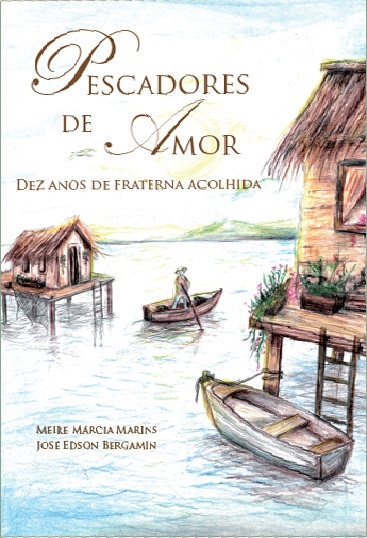 PESCADORES
DE AMOR
DEZ ANOS DE FRATERNA ACOLHIDA
MEIRE MÁRCIA MARINS
JOSÉ EDSON BERGAMIN